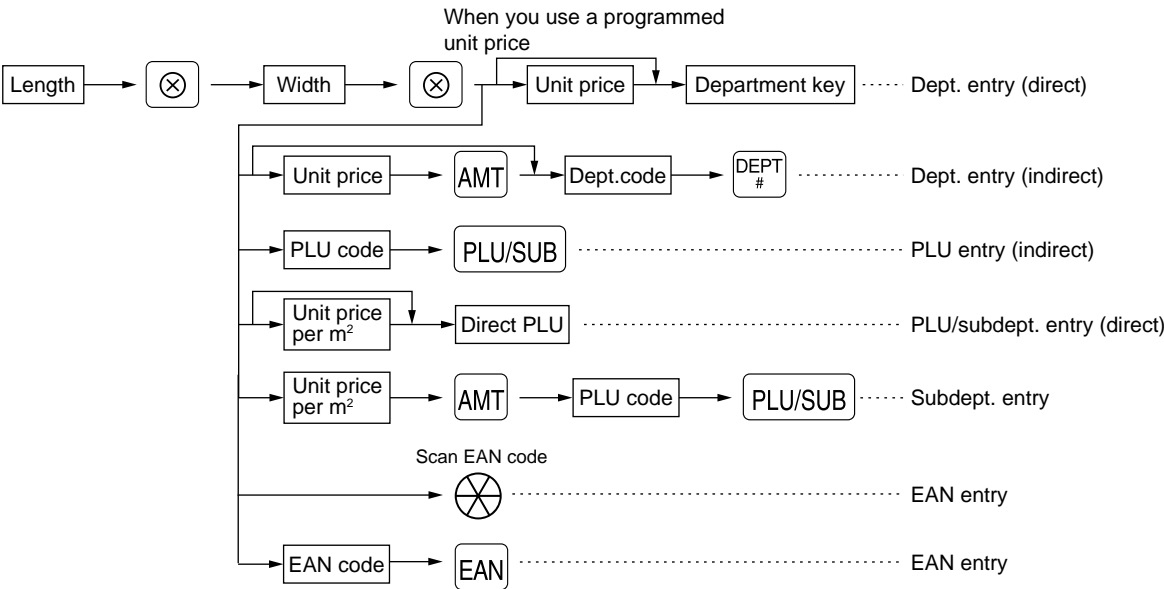 When you use a programmed
unit price
Length ⊗ Width ⊗ Unit price Department key Dept. entry (direct)
Unit price AMT Dept.code DEPT # Dept. entry (indirect)
PLU code PLU/SUB PLU entry (indirect)
Unit price
per m² Direct PLU PLU/subdept. entry (direct)
Unit price
per m² AMT PLU code PLU/SUB Subdept. entry
Scan EAN code
EAN entry
EAN code EAN EAN entry